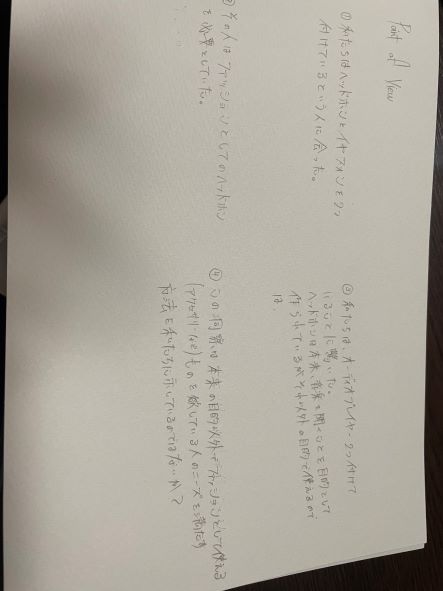 Point of View
① 私たちはヘッドホンとイヤフォンを2つ
付けているという人に会った。
② その人はファッションとしてのヘッドホン
を必要としていた。
③ 私たちは、オーディオプレイヤー2つ付けて
いることに驚いた。
ヘッドホンは本来、音楽を聞くことを目的として
作られているがそれ以外の目的で使えるので
は、
④ この洞察は本来の目的以外でファッションとして使える
(アクセサリーなど)ものを欲している人のニーズを満たす
方法を私たちに示しているのではないか?